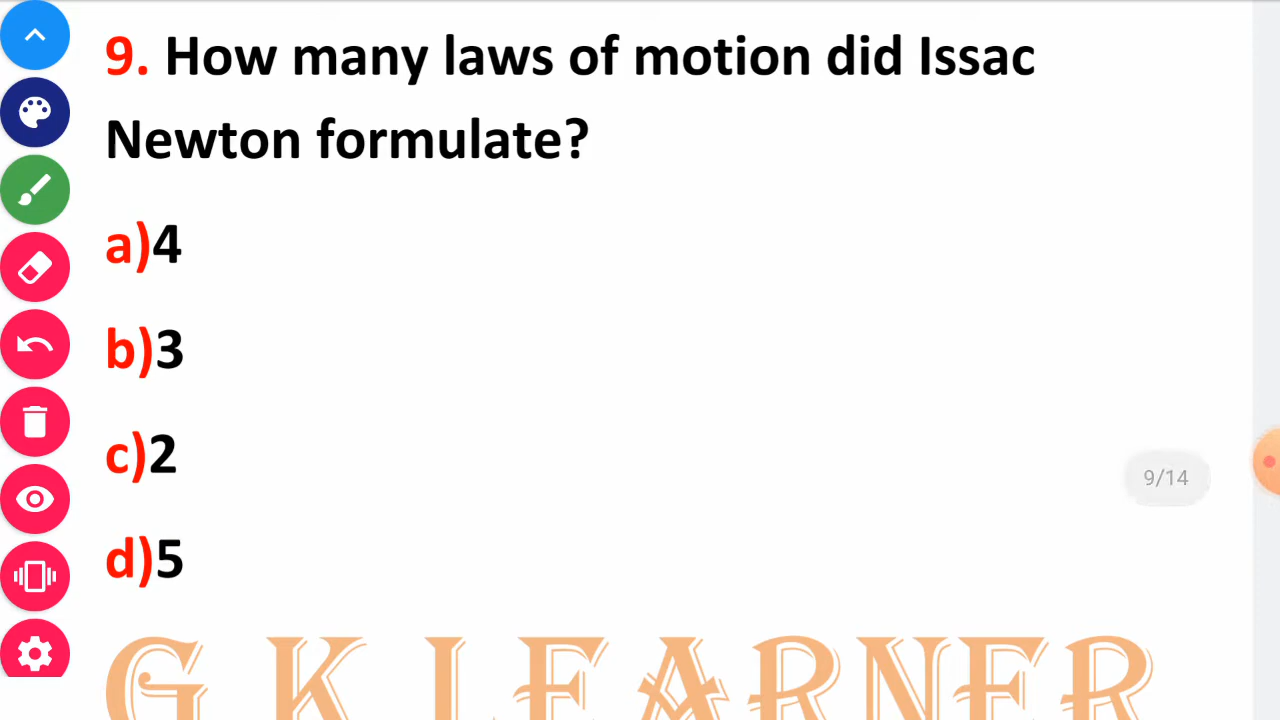 9. How many laws of motion did Issac
Newton formulate?
a)4
b)3
c)2
9/14
d)5
G K LEARNER